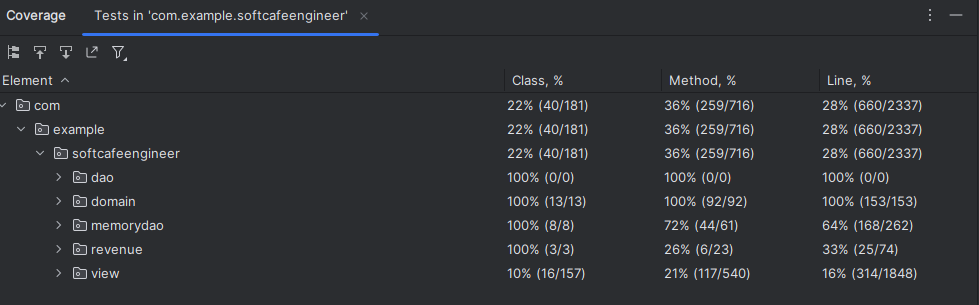 Coverage Tests in 'com.example.softcafeengineer'
Element Class, % Method, % Line, %
com 22% (40/181) 36% (259/716) 28% (660/2337)
example 22% (40/181) 36% (259/716) 28% (660/2337)
softcafeengineer 22% (40/181) 36% (259/716) 28% (660/2337)
dao 100% (0/0) 100% (0/0) 100% (0/0)
domain 100% (13/13) 100% (92/92) 100% (153/153)
memorydao 100% (8/8) 72% (44/61) 64% (168/262)
revenue 100% (3/3) 26% (6/23) 33% (25/74)
view 10% (16/157) 21% (117/540) 16% (314/1848)